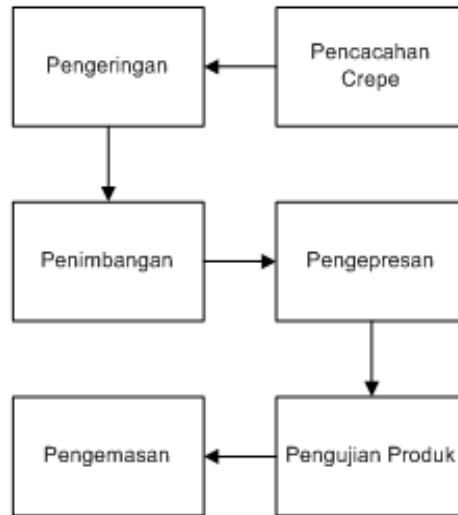 Pengeringan
Pencacahan
Crepe
Penimbangan
Pengepresan
Pengemasan
Pengujian Produk